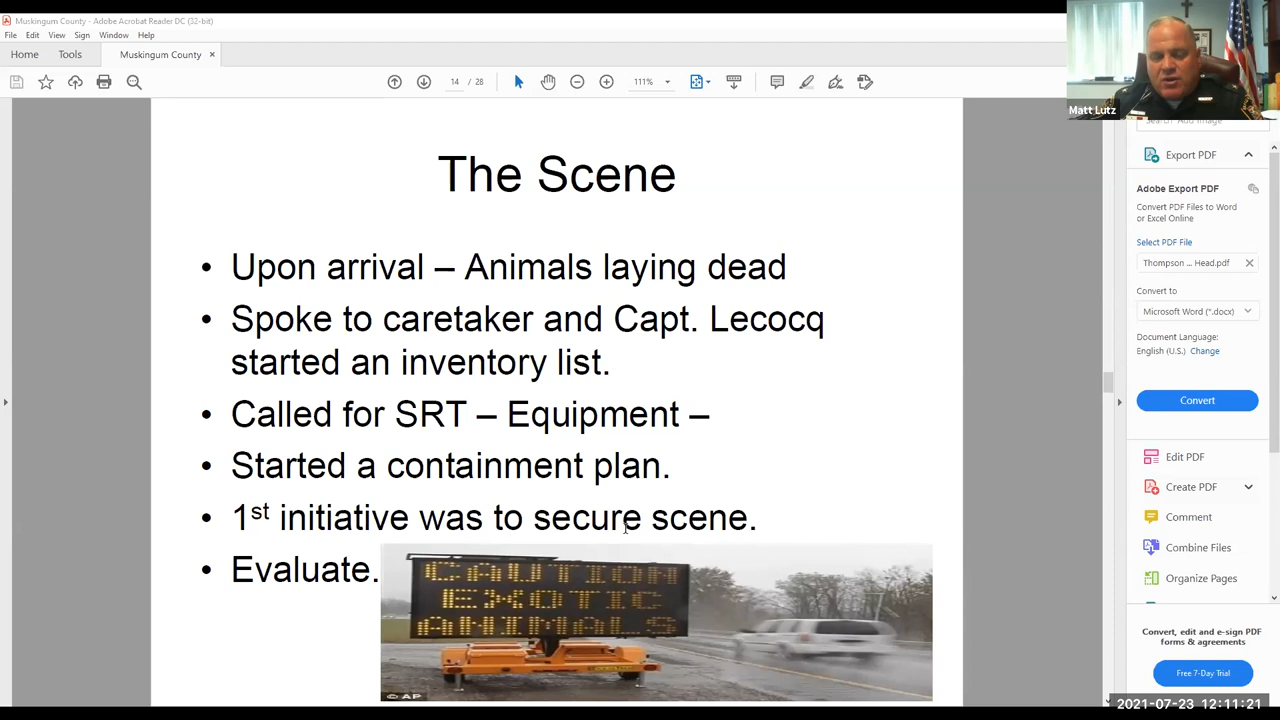 Muskingum County - Adobe Acrobat Reader DC (32-bit)
File Edit View Sign Window Help
Home Tools Muskingum County ×
14 / 28 111%
Matt Lutz
The Scene
• Upon arrival – Animals laying dead
• Spoke to caretaker and Capt. Lecocq
started an inventory list.
• Called for SRT – Equipment –
• Started a containment plan.
• 1st initiative was to secure scene.
• Evaluate.
CAUTION
EXOTIC
ANIMALS
© AP
Search "Add Image"
Export PDF
Adobe Export PDF
Convert PDF Files to Word
or Excel Online
Select PDF File
Thompson ... Head.pdf
Convert to
Microsoft Word (*.docx)
Document Language:
English (U.S.) Change
Convert
Edit PDF
Create PDF
Comment
Combine Files
Organize Pages
Convert, edit and e-sign PDF
forms & agreements
Free 7-Day Trial
2021-07-23 12:11:21